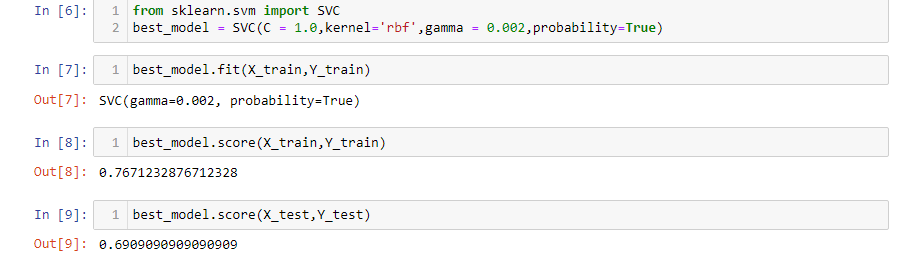 In [6]: 1 from sklearn.svm import SVC
2 best_model = SVC(C = 1.0,kernel='rbf',gamma = 0.002,probability=True)
In [7]: 1 best_model.fit(X_train,Y_train)
Out[7]: SVC(gamma=0.002, probability=True)
In [8]: 1 best_model.score(X_train,Y_train)
Out[8]: 0.7671232876712328
In [9]: 1 best_model.score(X_test,Y_test)
Out[9]: 0.6909090909090909